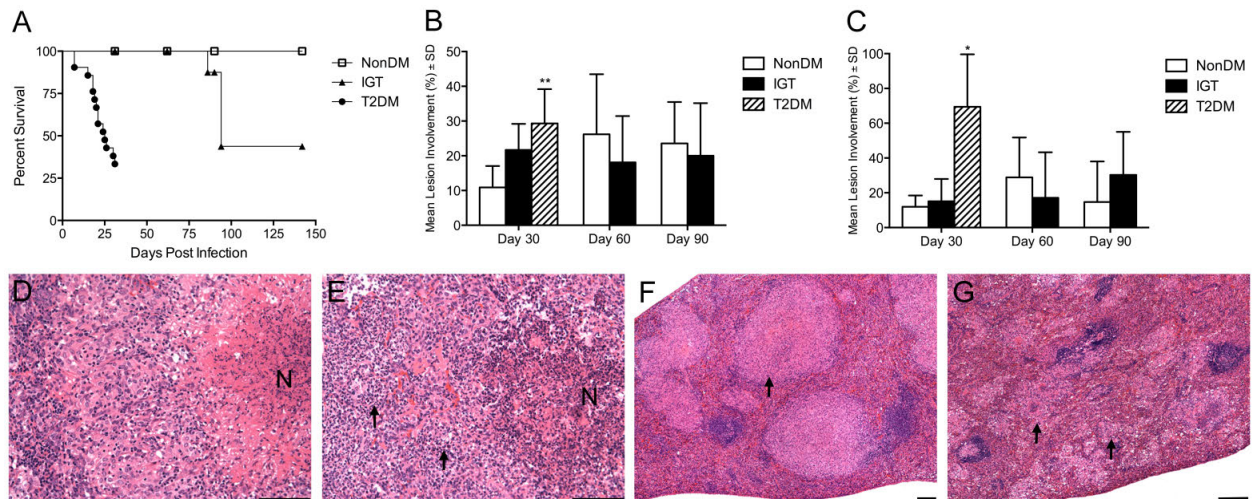 A
Percent Survival
100
75
50
25
0
0 25 50 75 100 125 150
Days Post Infection
NonDM
IGT
T2DM
B
Mean Lesion Involvement (%) ± SD
50
40
30
20
10
0
**
Day 30 Day 60 Day 90
NonDM
IGT
T2DM
C
Mean Lesion Involvement (%) ± SD
100
80
60
40
20
0
*
Day 30 Day 60 Day 90
NonDM
IGT
T2DM
D
N
E
N
F
G